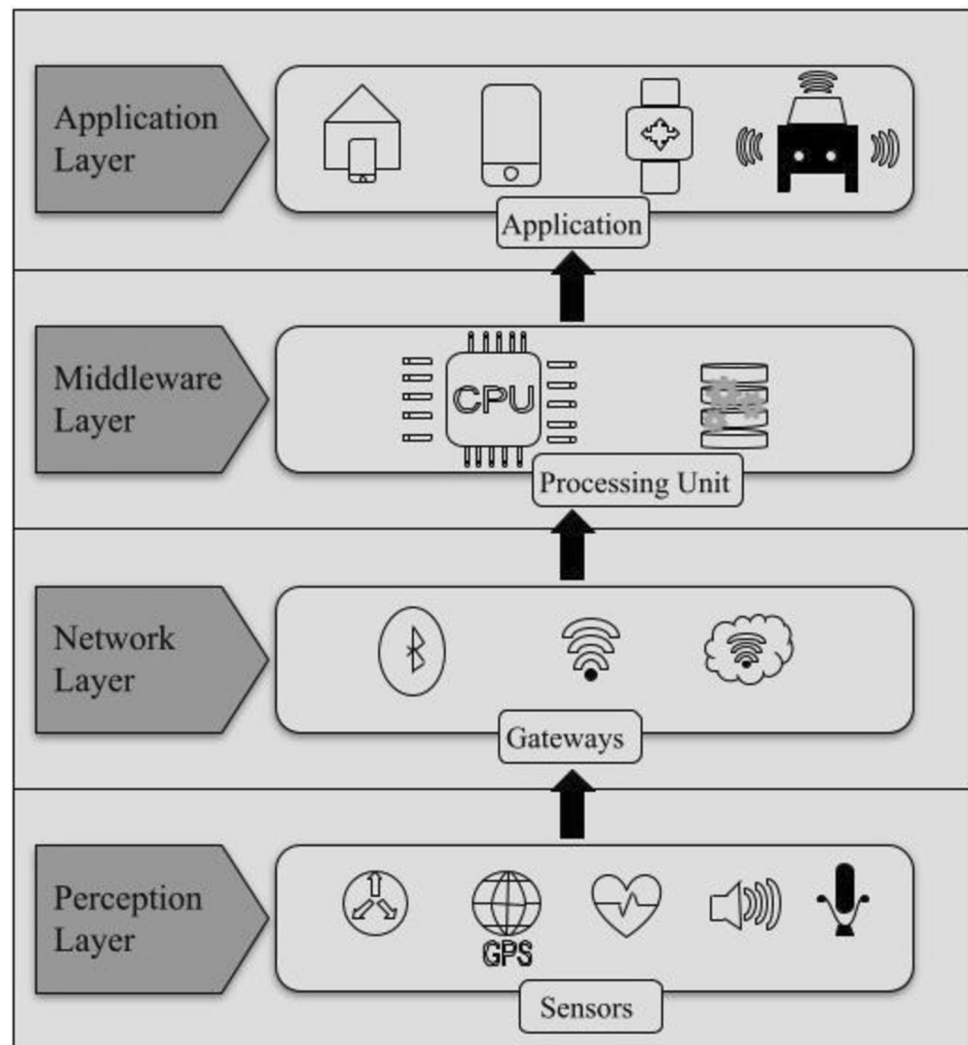 Application
Layer
Application
Middleware
Layer
CPU
Processing Unit
Network
Layer
Gateways
Perception
Layer
GPS
Sensors